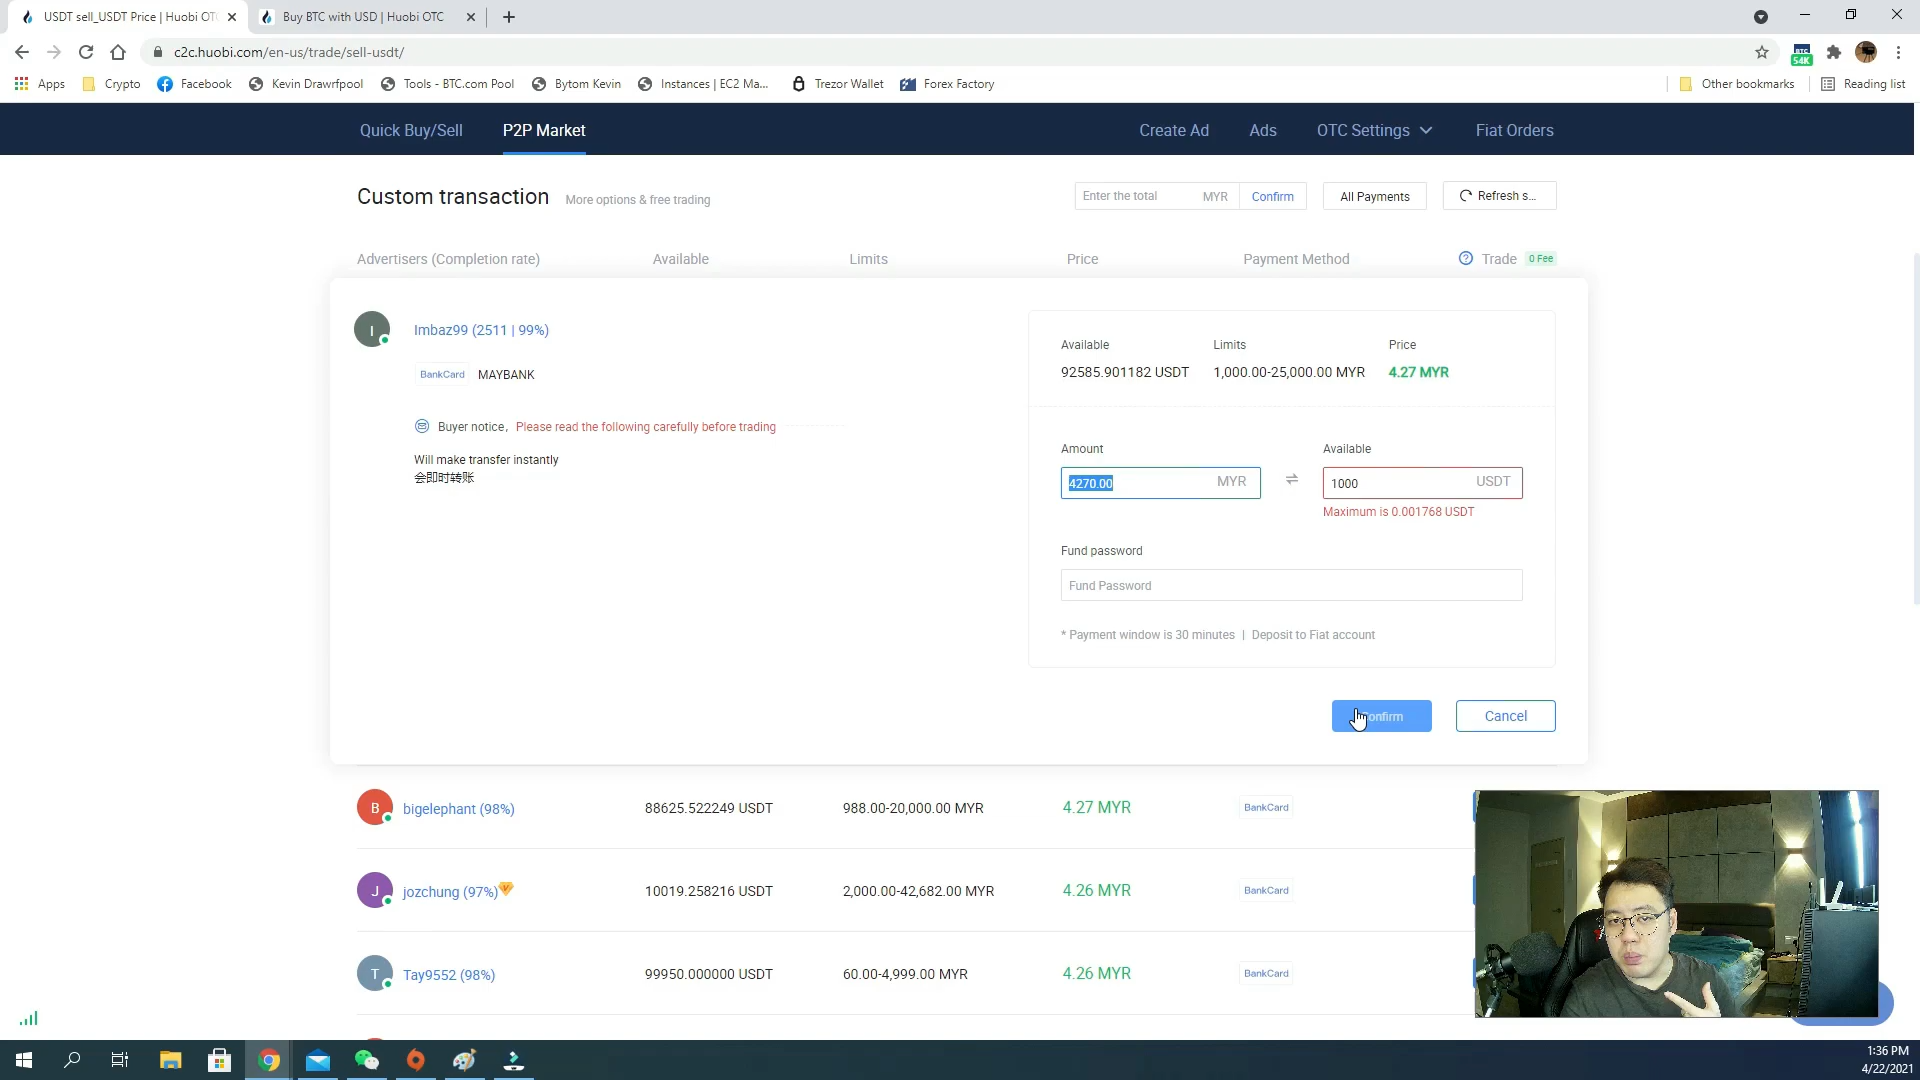 USDT sell_USDT Price | Huobi OT
Buy BTC with USD | Huobi OTC
c2c.huobi.com/en-us/trade/sell-usdt/
54K
Apps
Crypto
Facebook
Kevin Drawrfpool
Tools - BTC.com Pool
Bytom Kevin
Instances | EC2 Ma...
Trezor Wallet
Forex Factory
Other bookmarks
Reading list
Quick Buy/Sell
P2P Market
Create Ad
Ads
OTC Settings
Fiat Orders
Custom transaction
More options & free trading
Enter the total MYR
Confirm
All Payments
Refresh s...
Advertisers (Completion rate)
Available
Limits
Price
Payment Method
Trade
0 Fee
I
Imbaz99 (2511 | 99%)
BankCard MAYBANK
Buyer notice, Please read the following carefully before trading
Will make transfer instantly
会即时转账
Available
Limits
Price
92585.901182 USDT
1,000.00-25,000.00 MYR
4.27 MYR
Amount
Available
4270.00 MYR
1000 USDT
Maximum is 0.001768 USDT
Fund password
Fund Password
* Payment window is 30 minutes | Deposit to Fiat account
Confirm
Cancel
B
bigelephant (98%)
88625.522249 USDT
988.00-20,000.00 MYR
4.27 MYR
BankCard
J
jozchung (97%)
10019.258216 USDT
2,000.00-42,682.00 MYR
4.26 MYR
BankCard
T
Tay9552 (98%)
99950.000000 USDT
60.00-4,999.00 MYR
4.26 MYR
BankCard
1:36 PM
4/22/2021